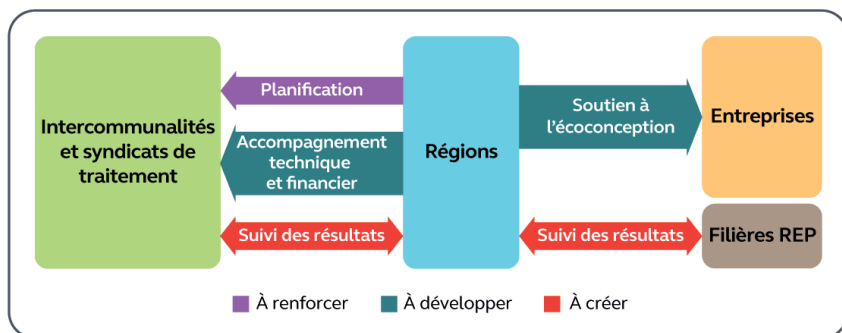 Intercommunalités
et syndicats de
traitement
Planification
Accompagnement
technique
et financier
Suivi des résultats
Régions
Soutien à
l'écoconception
Suivi des résultats
Entreprises
Filières REP
À renforcer
À développer
À créer